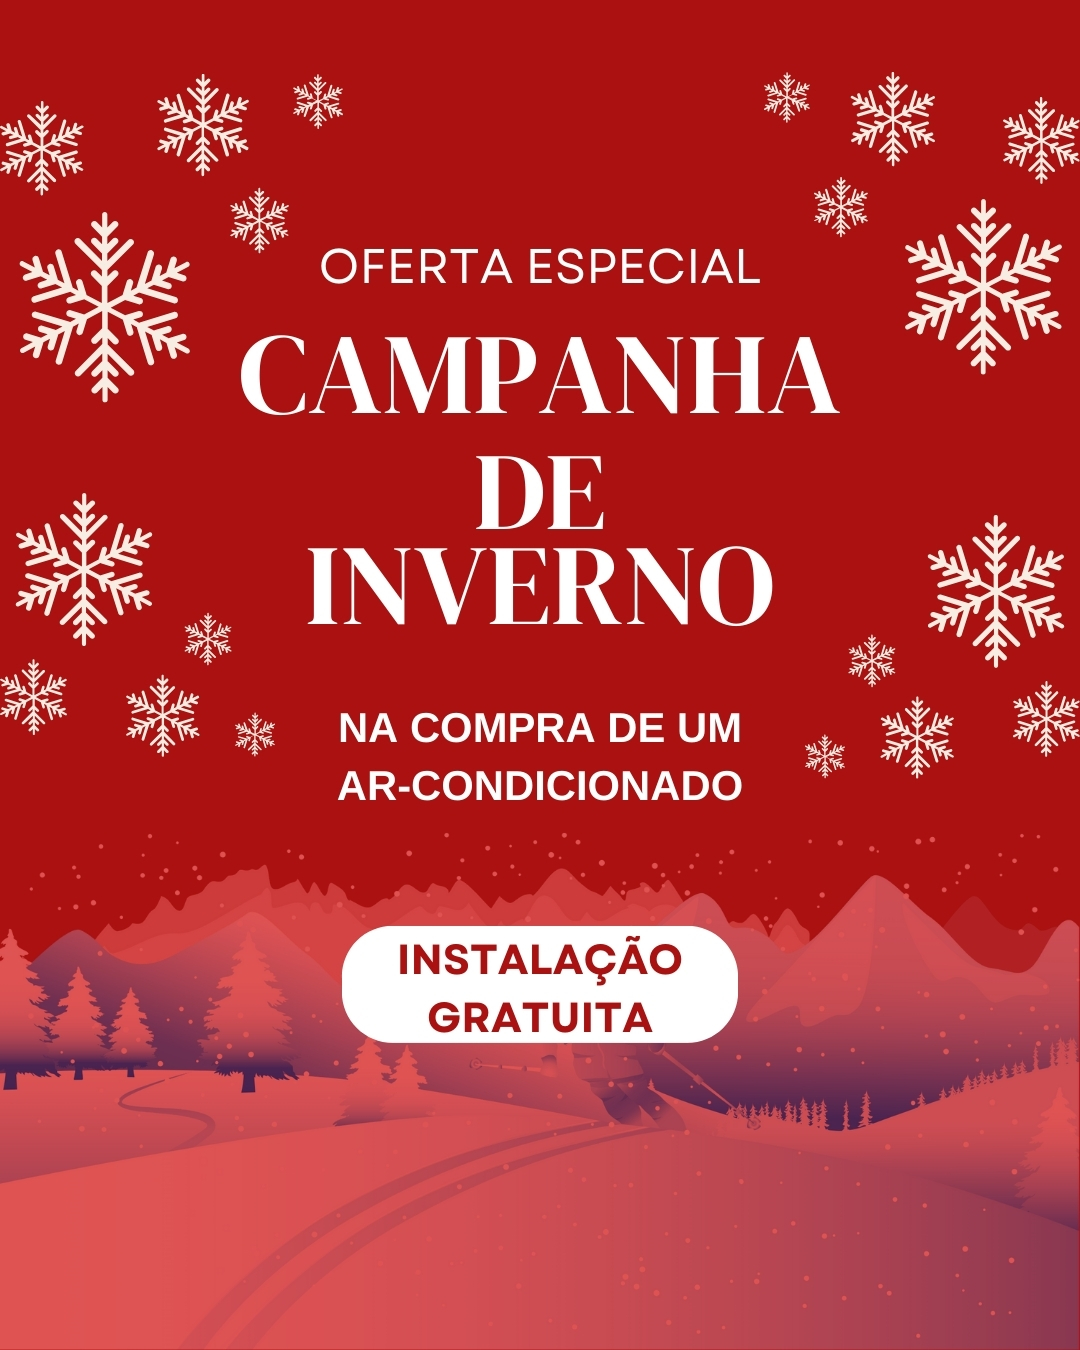 OFERTA ESPECIAL
CAMPANHA
DE
INVERNO
NA COMPRA DE UM
AR-CONDICIONADO
INSTALAÇÃO
GRATUITA